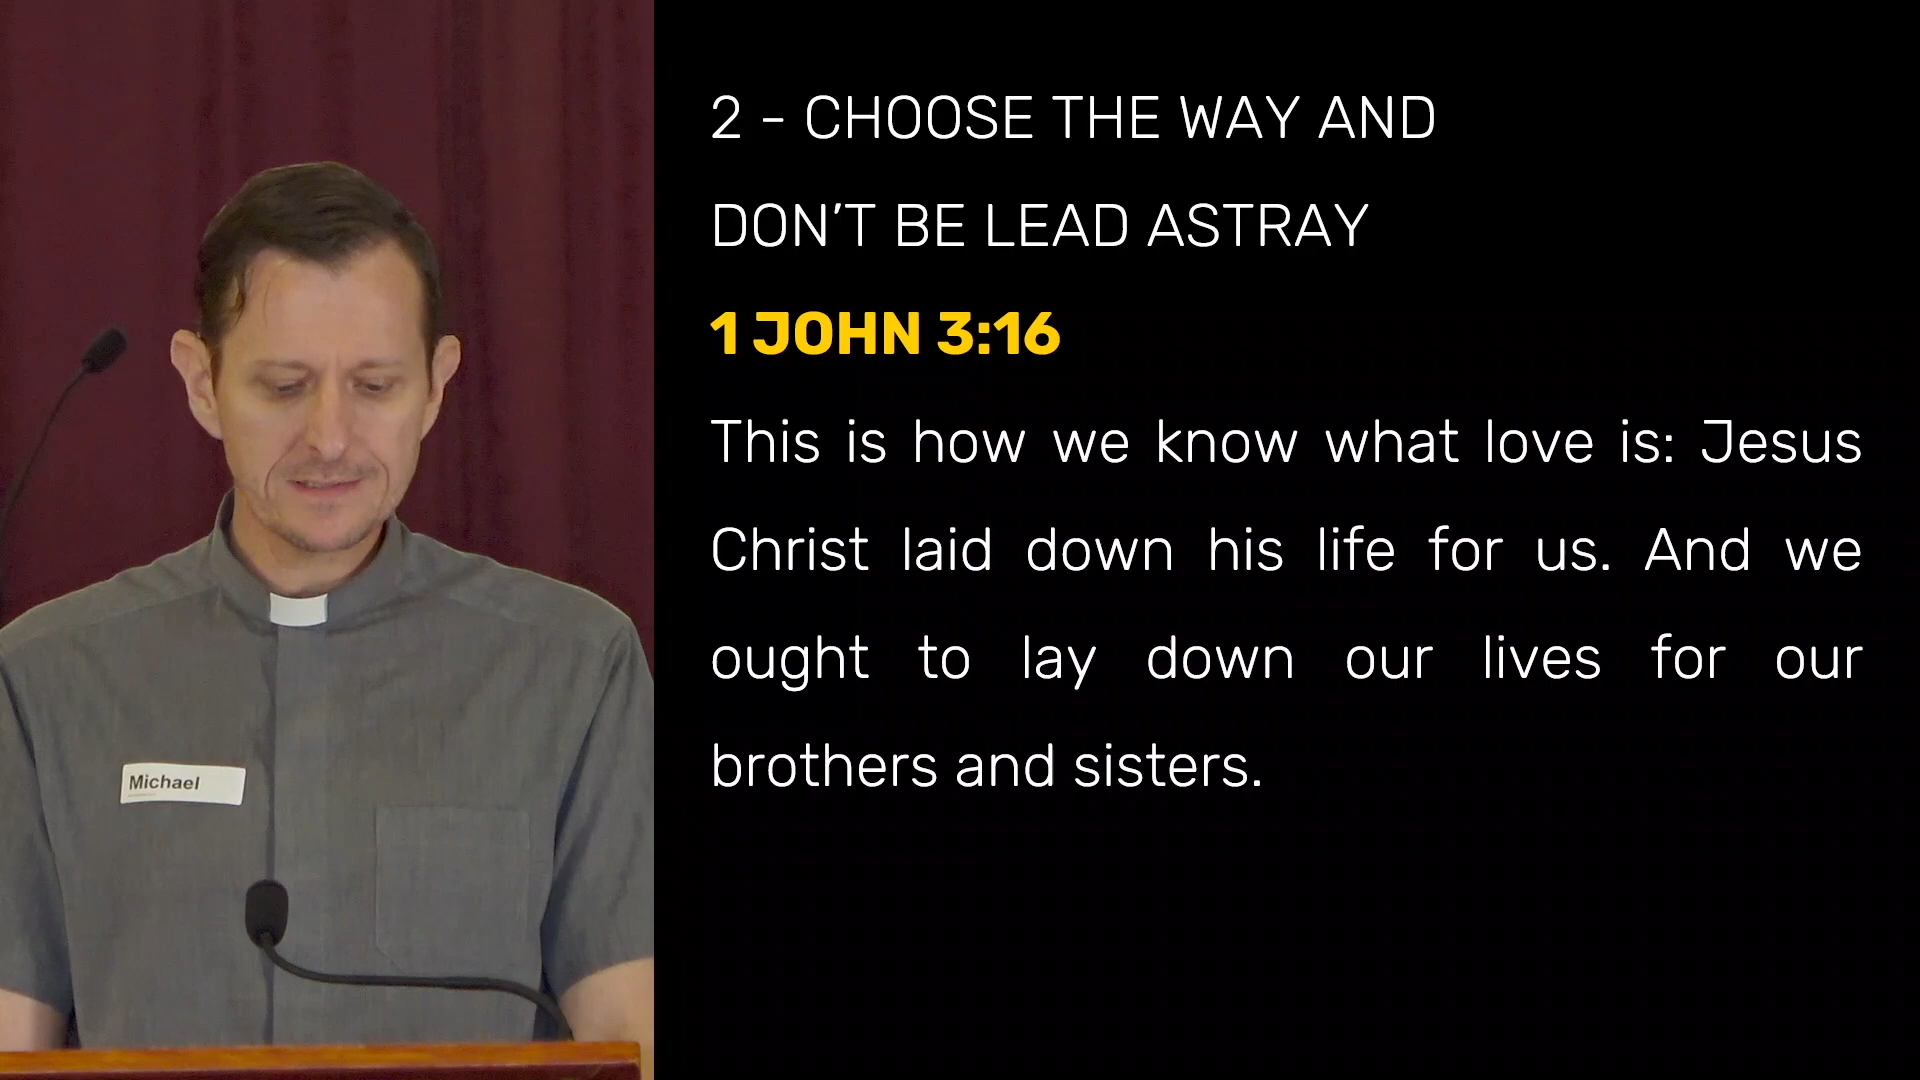 2 - CHOOSE THE WAY AND
DON’T BE LEAD ASTRAY
1 JOHN 3:16
This is how we know what love is: Jesus
Christ laid down his life for us. And we
ought to lay down our lives for our
brothers and sisters.
Michael